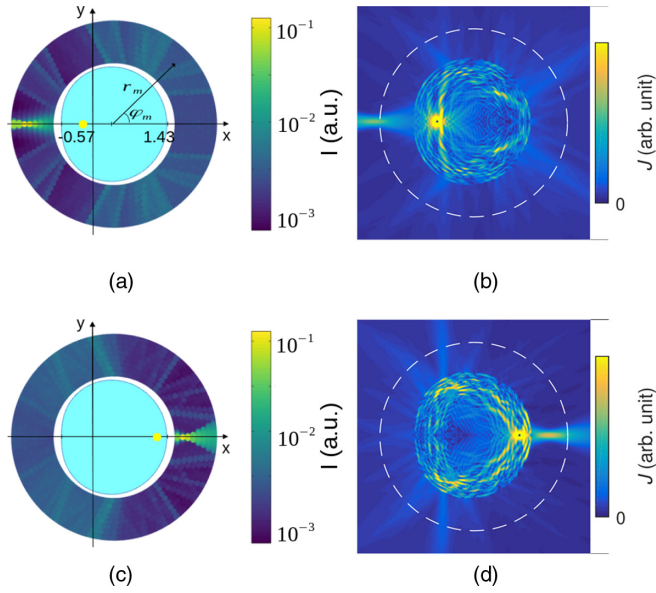 y
r_m
φ_m
-0.57
1.43
x
10⁻¹
10⁻²
10⁻³
I (a.u.)
J (arb. unit)
0
(a)
(b)
y
x
10⁻¹
10⁻²
10⁻³
I (a.u.)
J (arb. unit)
0
(c)
(d)